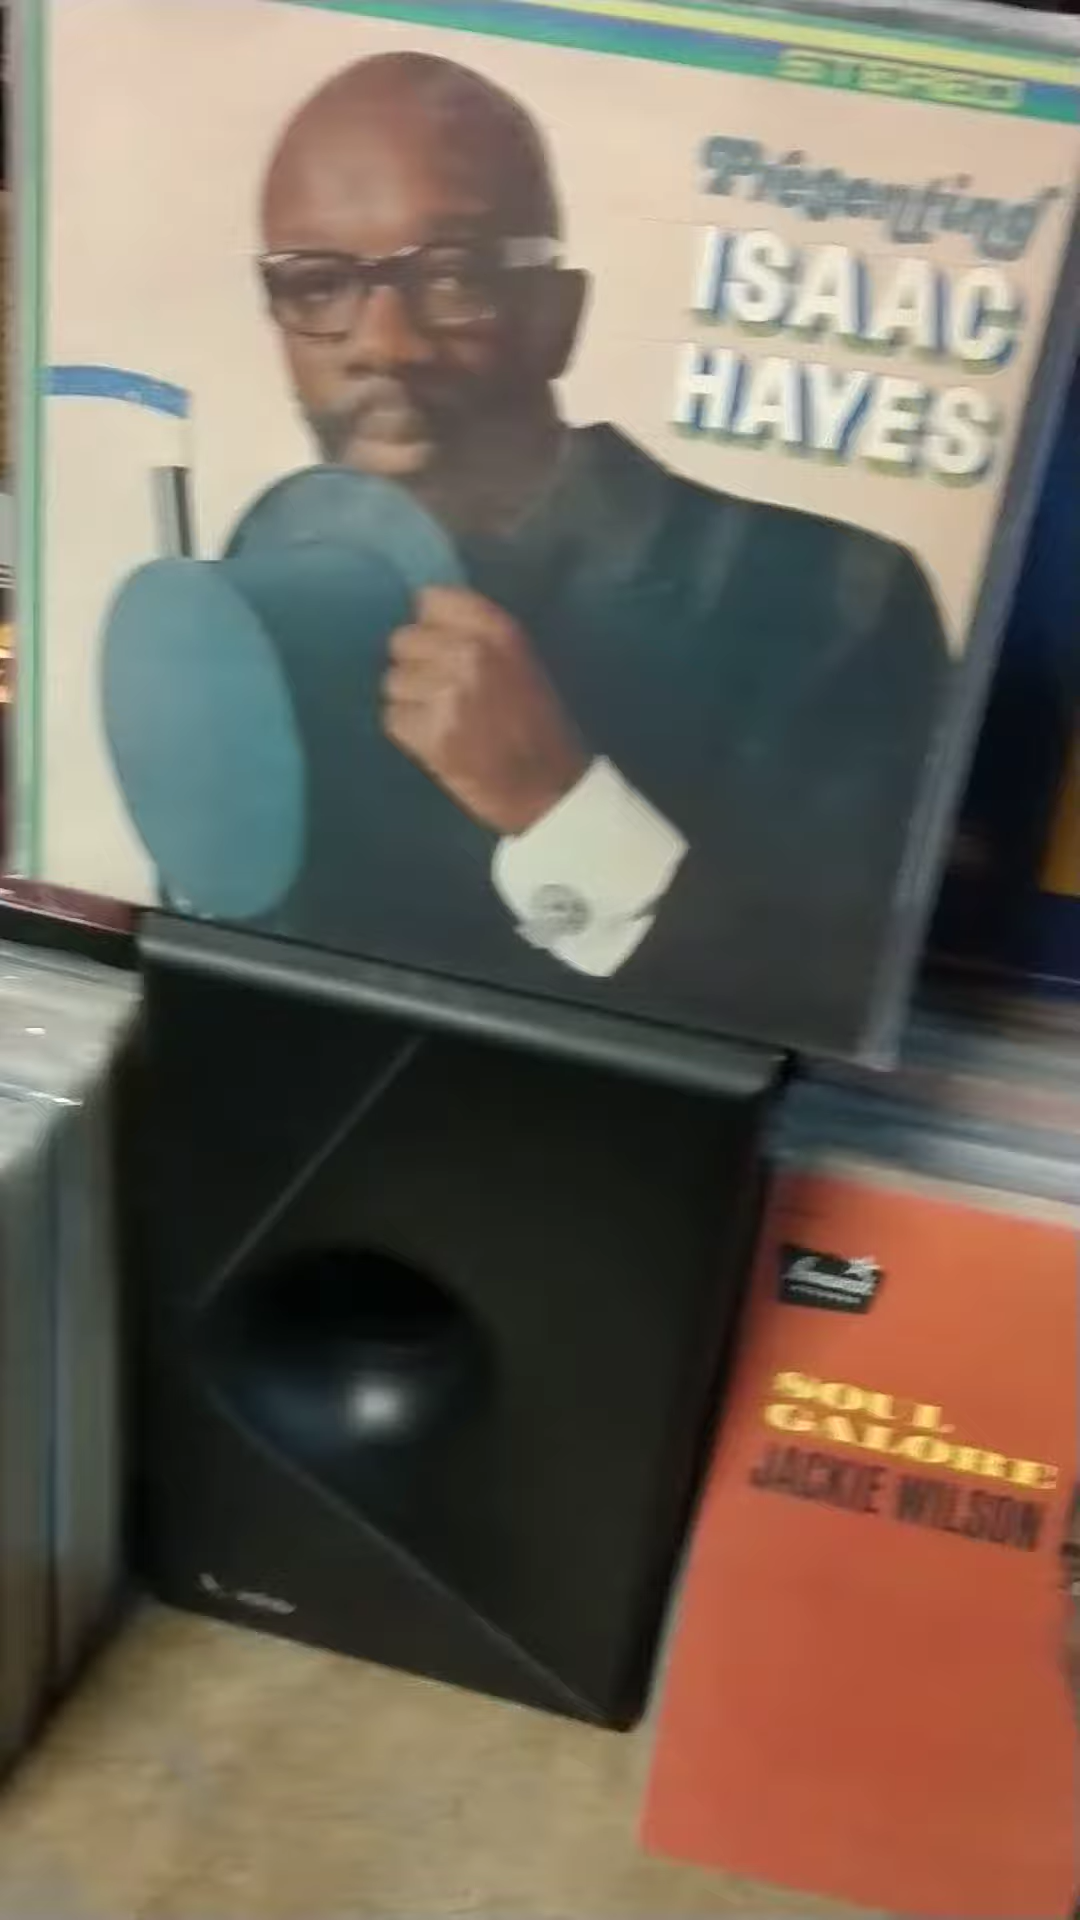 STEREO
Presenting
ISAAC
HAYES
SOUL
GALORE
JACKIE WILSON